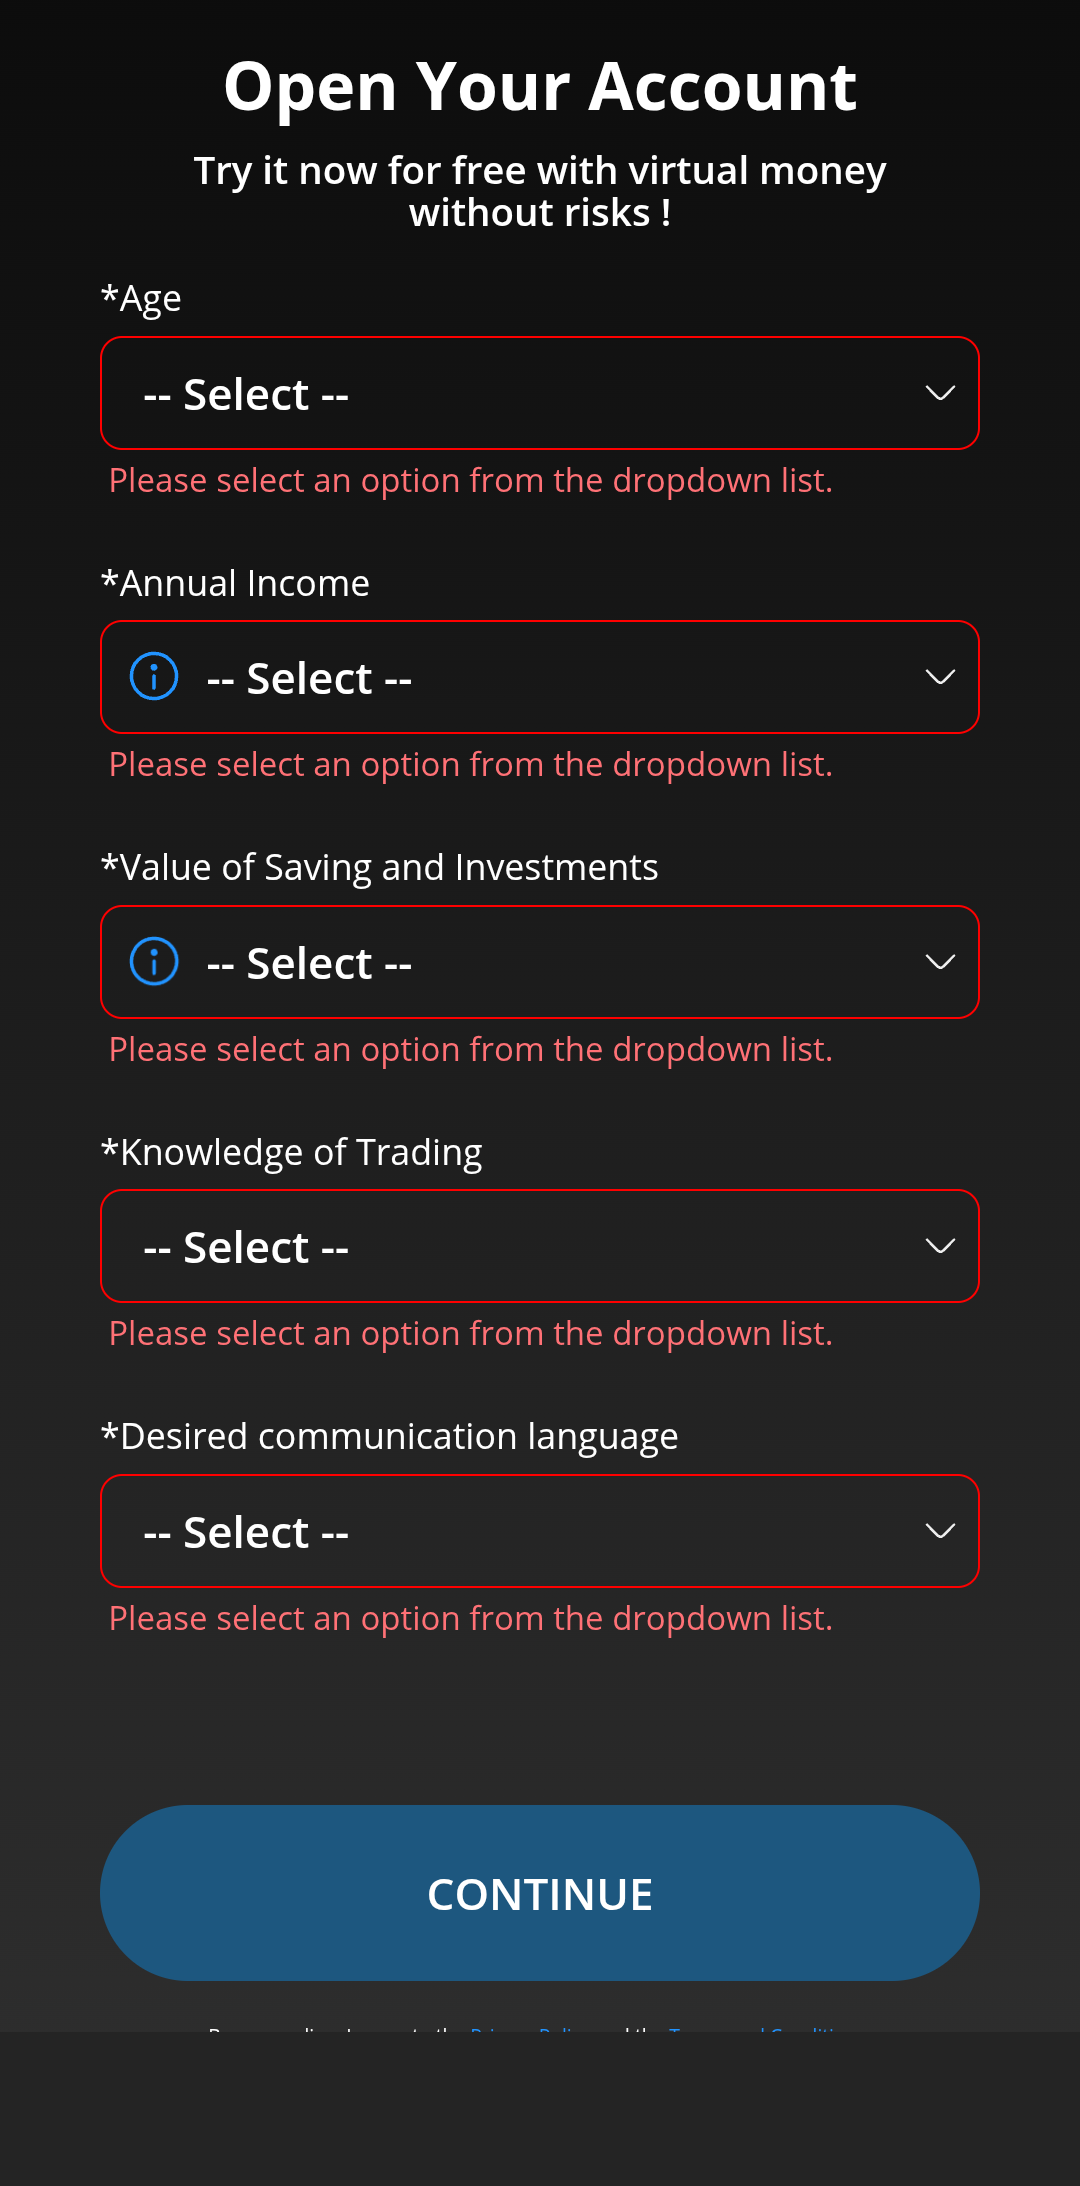 Open Your Account
Try it now for free with virtual money
without risks !
*Age
-- Select --
Please select an option from the dropdown list.
*Annual Income
-- Select --
Please select an option from the dropdown list.
*Value of Saving and Investments
-- Select --
Please select an option from the dropdown list.
*Knowledge of Trading
-- Select --
Please select an option from the dropdown list.
*Desired communication language
-- Select --
Please select an option from the dropdown list.
CONTINUE